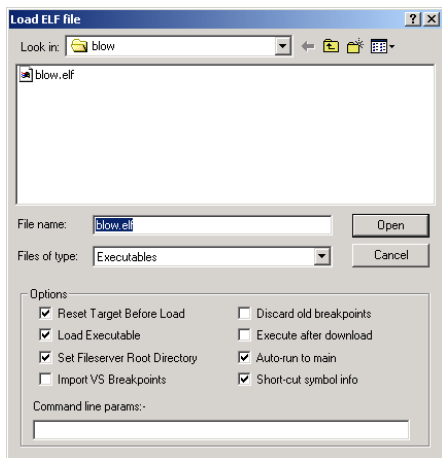 Load ELF file
Look in: blow
blow.elf
File name: blow.elf Open
Files of type: Executables Cancel
Options
Reset Target Before Load Discard old breakpoints
Load Executable Execute after download
Set Fileserver Root Directory Auto-run to main
Import VS Breakpoints Short-cut symbol info
Command line params:-